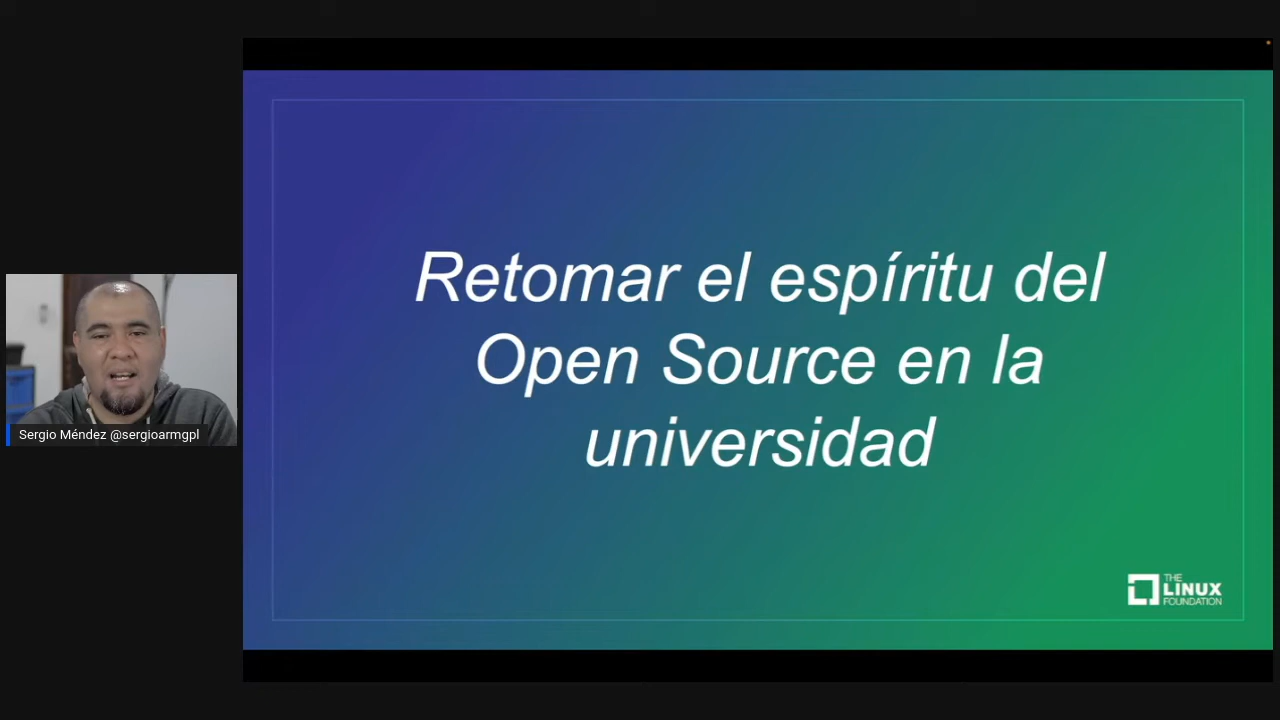 Retomar el espíritu del
Open Source en la
universidad
Sergio Méndez @sergioarmgpl
THE
LINUX
FOUNDATION